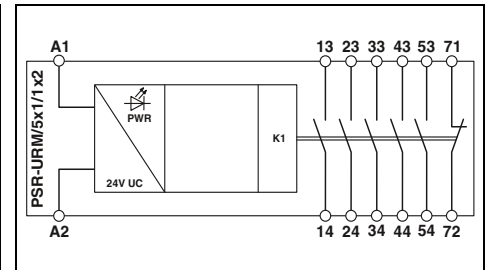 A1 13 23 33 43 53 71
PSR-URM/5x1/1x2
PWR
K1
24V UC
A2 14 24 34 44 54 72